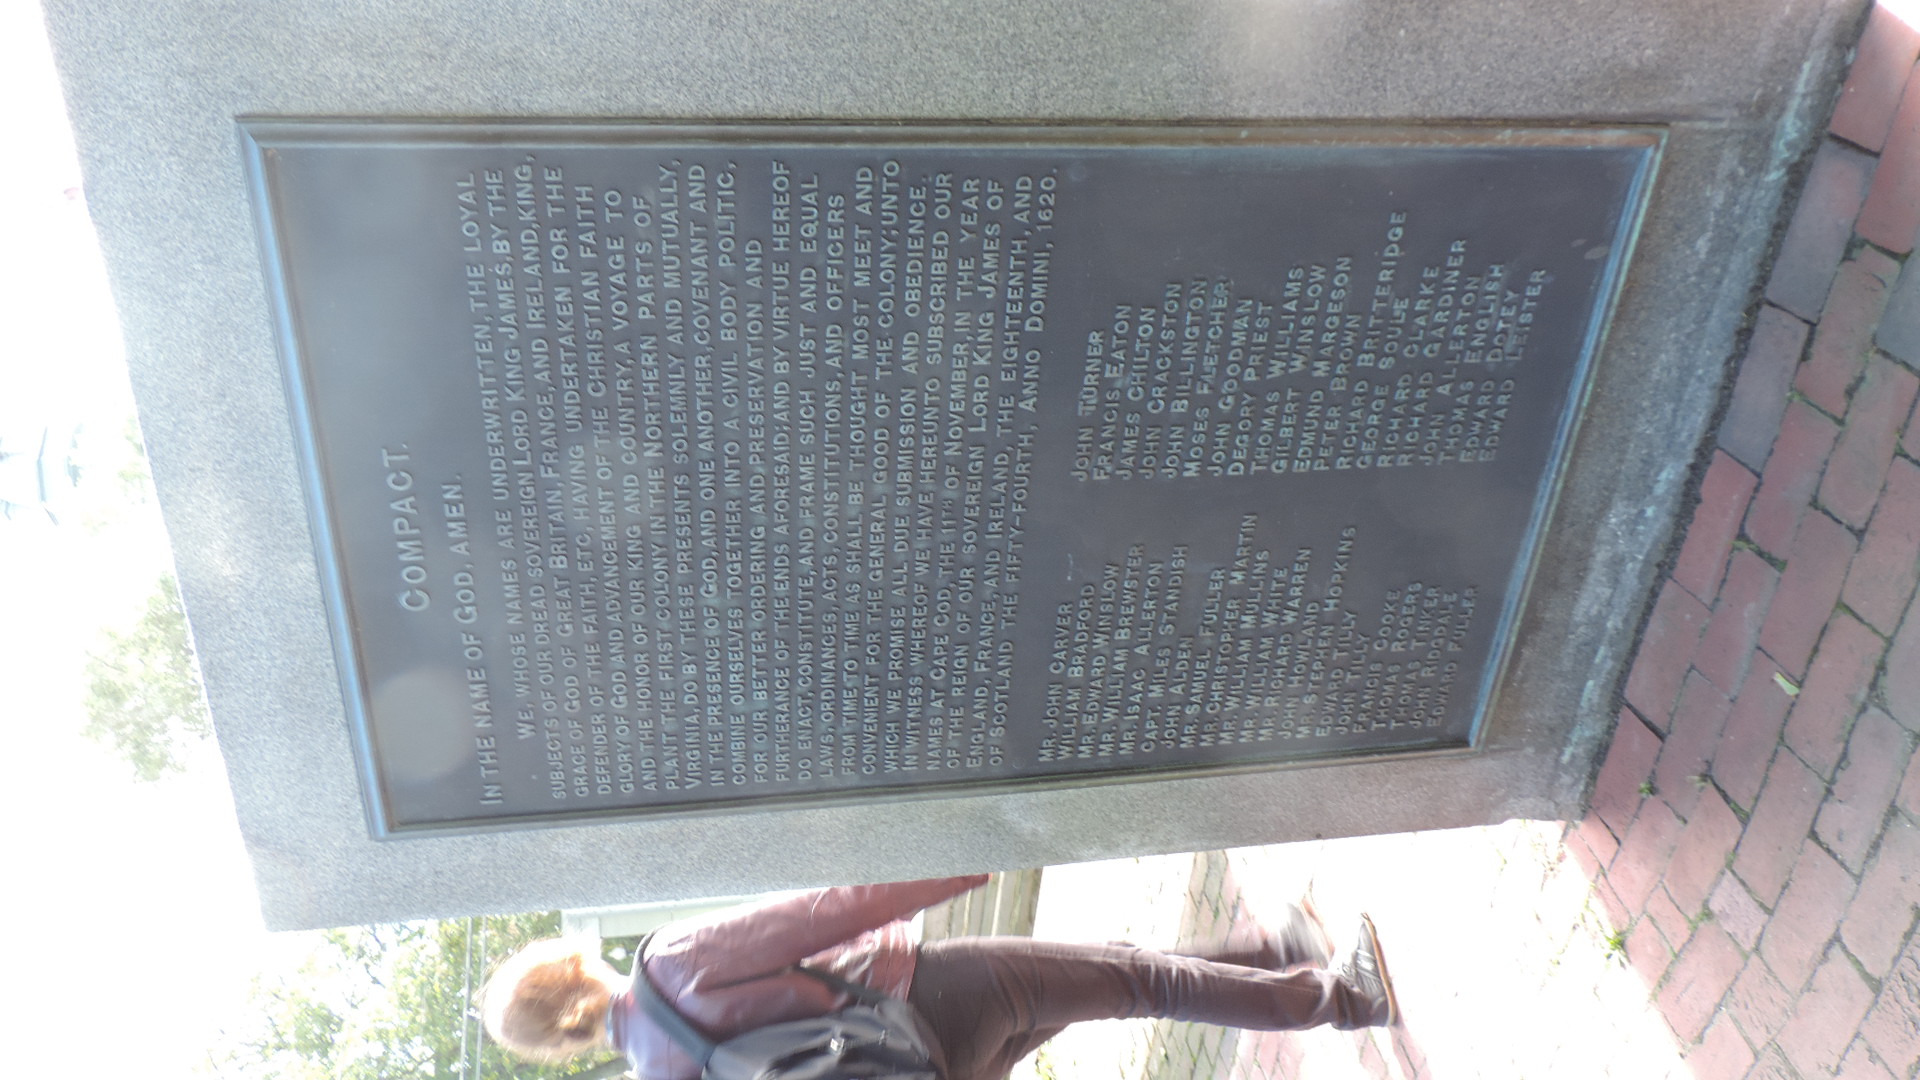 COMPACT.
IN THE NAME OF GOD, AMEN.
WE, WHOSE NAMES ARE UNDERWRITTEN, THE LOYAL
SUBJECTS OF OUR DREAD SOVEREIGN LORD KING JAMES, BY THE
GRACE OF GOD OF GREAT BRITAIN, FRANCE, AND IRELAND, KING,
DEFENDER OF THE FAITH, ETC. HAVING UNDERTAKEN FOR THE
GLORY OF GOD AND ADVANCEMENT OF THE CHRISTIAN FAITH
AND THE HONOR OF OUR KING AND COUNTRY, A VOYAGE TO
PLANT THE FIRST COLONY IN THE NORTHERN PARTS OF
VIRGINIA, DO BY THESE PRESENTS SOLEMNLY AND MUTUALLY,
IN THE PRESENCE OF GOD, AND ONE ANOTHER, COVENANT AND
COMBINE OURSELVES TOGETHER INTO A CIVIL BODY POLITIC,
FOR OUR BETTER ORDERING AND PRESERVATION AND
FURTHERANCE OF THE ENDS AFORESAID; AND BY VIRTUE HEREOF
DO ENACT, CONSTITUTE, AND FRAME SUCH JUST AND EQUAL
LAWS, ORDINANCES, ACTS, CONSTITUTIONS, AND OFFICERS
FROM TIME TO TIME AS SHALL BE THOUGHT MOST MEET AND
CONVENIENT FOR THE GENERAL GOOD OF THE COLONY; UNTO
WHICH WE PROMISE ALL DUE SUBMISSION AND OBEDIENCE.
IN WITNESS WHEREOF WE HAVE HEREUNTO SUBSCRIBED OUR
NAMES AT CAPE COD, THE 11TH OF NOVEMBER, IN THE YEAR
OF THE REIGN OF OUR SOVEREIGN LORD KING JAMES OF
ENGLAND, FRANCE, AND IRELAND, THE EIGHTEENTH, AND
OF SCOTLAND THE FIFTY-FOURTH, ANNO DOMINI, 1620.
MR. JOHN CARVER
WILLIAM BRADFORD
MR. EDWARD WINSLOW
MR. WILLIAM BREWSTER
MR. ISAAC ALLERTON
CAPT. MILES STANDISH
JOHN ALDEN
MR. SAMUEL FULLER
MR. CHRISTOPHER MARTIN
MR. WILLIAM MULLINS
MR. WILLIAM WHITE
MR. RICHARD WARREN
JOHN HOWLAND
MR. STEPHEN HOPKINS
EDWARD TILLY
JOHN TILLY
FRANCIS COOKE
THOMAS ROGERS
THOMAS TINKER
JOHN RIGDALE
EDWARD FULLER
JOHN TURNER
FRANCIS EATON
JAMES CHILTON
JOHN CRACKSTON
JOHN BILLINGTON
MOSES FLETCHER
JOHN GOODMAN
DEGORY PRIEST
THOMAS WILLIAMS
GILBERT WINSLOW
EDMUND MARGESON
PETER BROWN
RICHARD BRITTERIDGE
GEORGE SOULE
RICHARD CLARKE
RICHARD GARDINER
JOHN ALLERTON
THOMAS ENGLISH
EDWARD DOTEY
EDWARD LEISTER